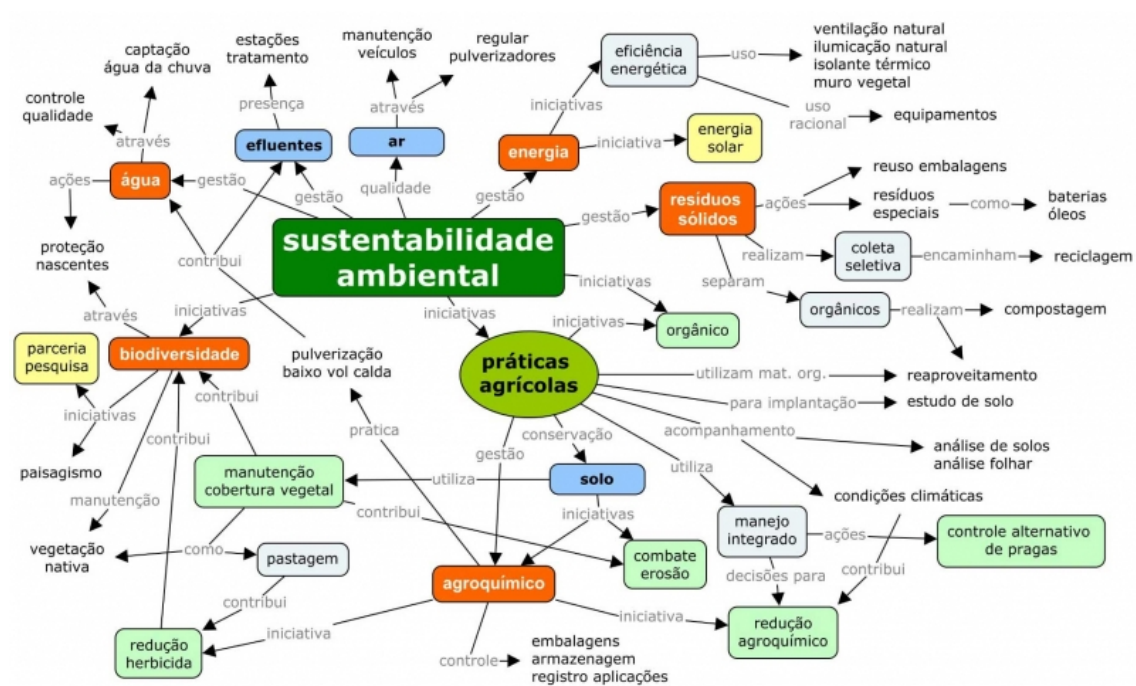 captação
água da chuva
estações
tratamento
manutenção
veículos
regular
pulverizadores
eficiência
energética
uso
ventilação natural
ilumicação natural
isolante térmico
muro vegetal
controle
qualidade
presença
através
iniciativas
uso
racional
equipamentos
através
efluentes
ar
energia
iniciativa
energia
solar
ações
água
gestão
gestão
qualidade
gestão
gestão
resíduos
sólidos
ações
reuso embalagens
resíduos
especiais
como
baterias
óleos
sustentabilidade
ambiental
proteção
nascentes
contribui
realizam
coleta
seletiva
encaminham
reciclagem
separam
iniciativas
através
iniciativas
iniciativas
iniciativas
orgânico
orgânicos
realizam
compostagem
parceria
pesquisa
biodiversidade
pulverização
baixo vol calda
práticas
agrícolas
utilizam mat. org.
reaproveitamento
iniciativas
contribui
para implantação
estudo de solo
contribui
pratica
conservação
gestão
acompanhamento
análise de solos
análise folhar
paisagismo
manutenção
manutenção
cobertura vegetal
utiliza
solo
utiliza
condições climáticas
contribui
iniciativas
manejo
integrado
ações
controle alternativo
de pragas
vegetação
nativa
como
pastagem
combate
erosão
agroquímico
decisões para
contribui
contribui
redução
herbicida
iniciativa
iniciativa
redução
agroquímico
controle
embalagens
armazenagem
registro aplicações